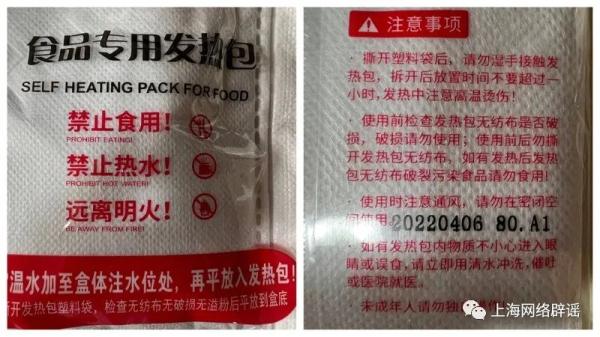 食品专用发热包
SELF HEATING PACK FOR FOOD
禁止食用!
PROHIBIT EATING!
禁止热水!
PROHIBIT HOT WATER!
远离明火!
BE AWAY FROM FIRE!
温水加至盒体注水位处，再平放入发热包!
开发热包塑料袋，检查无纺布无破损无溢粉后平放到盒底
注意事项
· 撕开塑料袋后，请勿湿手接触发
热包，拆开后放置时间不要超过一
小时，发热中注意高温烫伤!
· 使用前检查发热包无纺布是否破
损，破损请勿使用；使用前后勿撕
开发热包无纺布，如有发热后发热
包无纺布破裂污染食品请勿食用!
· 使用时注意通风，请勿在密闭空
间使用
20220406 80.A1
· 如有发热包内物质不小心进入眼
睛或误食，请立即用清水冲洗，催吐
或医院就医。
· 未成年人请勿独
上海网络辟谣